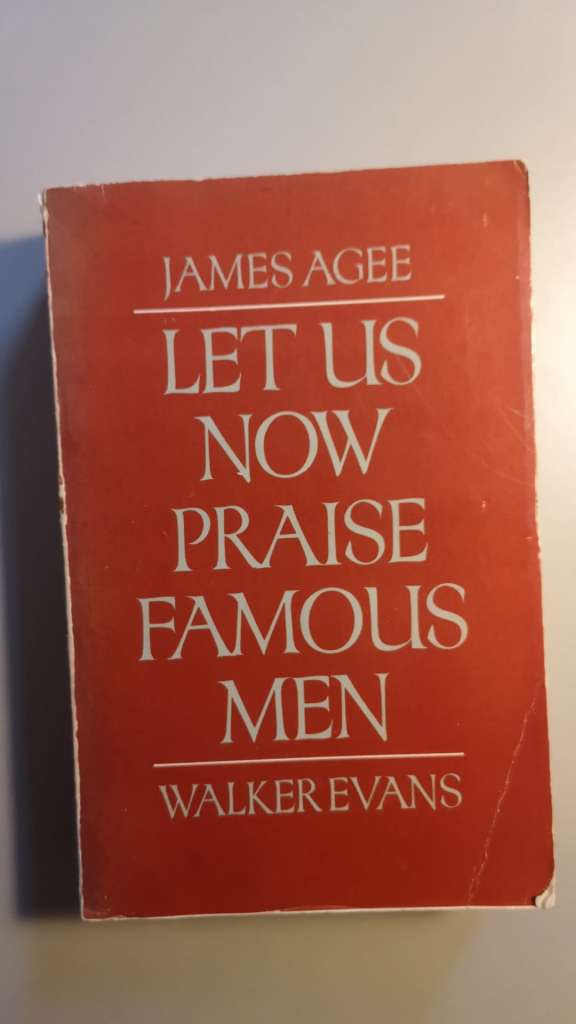 JAMES AGEE
LET US
NOW
PRAISE
FAMOUS
MEN
WALKER EVANS